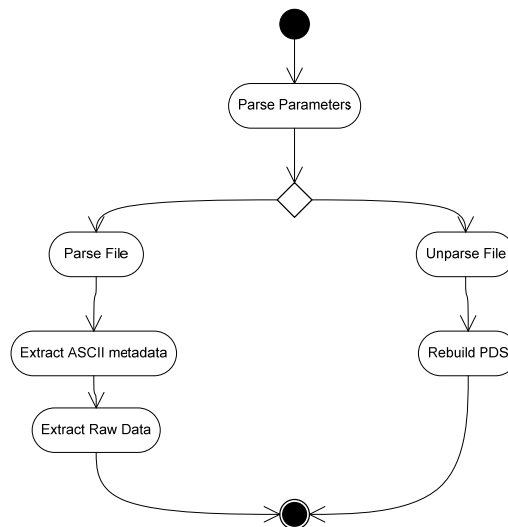 Parse Parameters
Parse File
Unparse File
Extract ASCII metadata
Rebuild PDS
Extract Raw Data